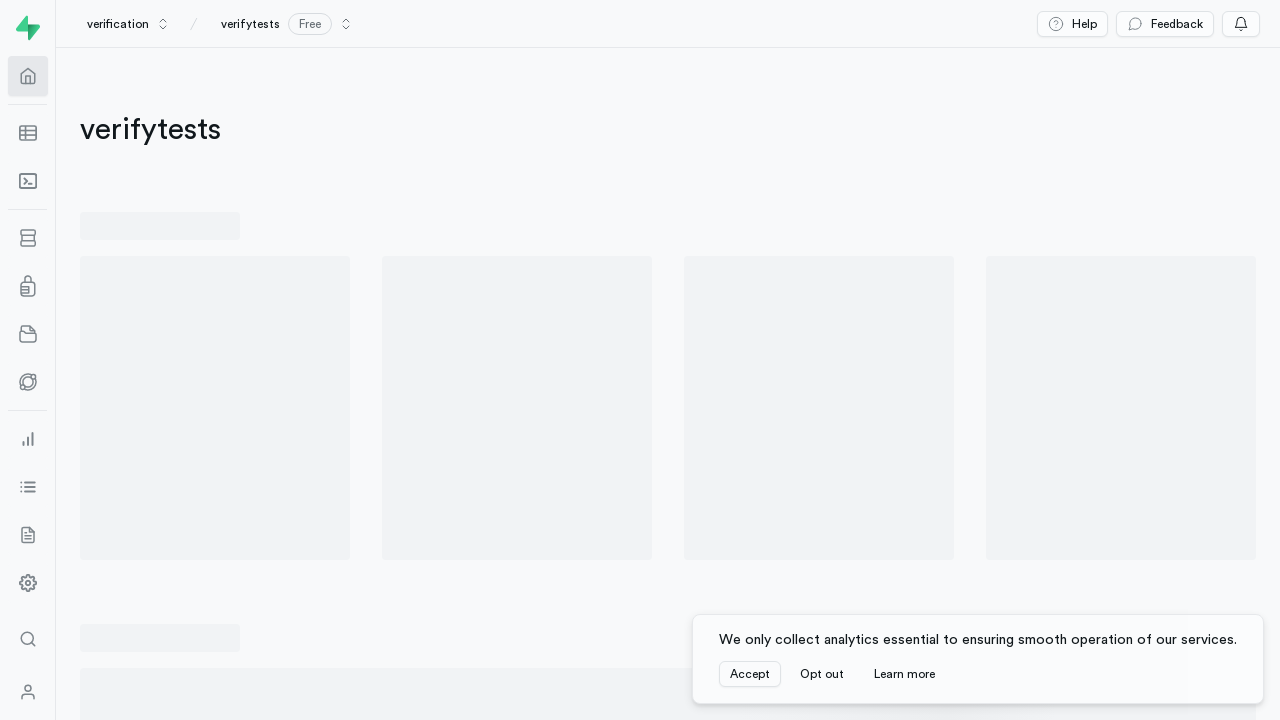 verification / verifytests Free Help Feedback
verifytests
We only collect analytics essential to ensuring smooth operation of our services.
Accept Opt out Learn more